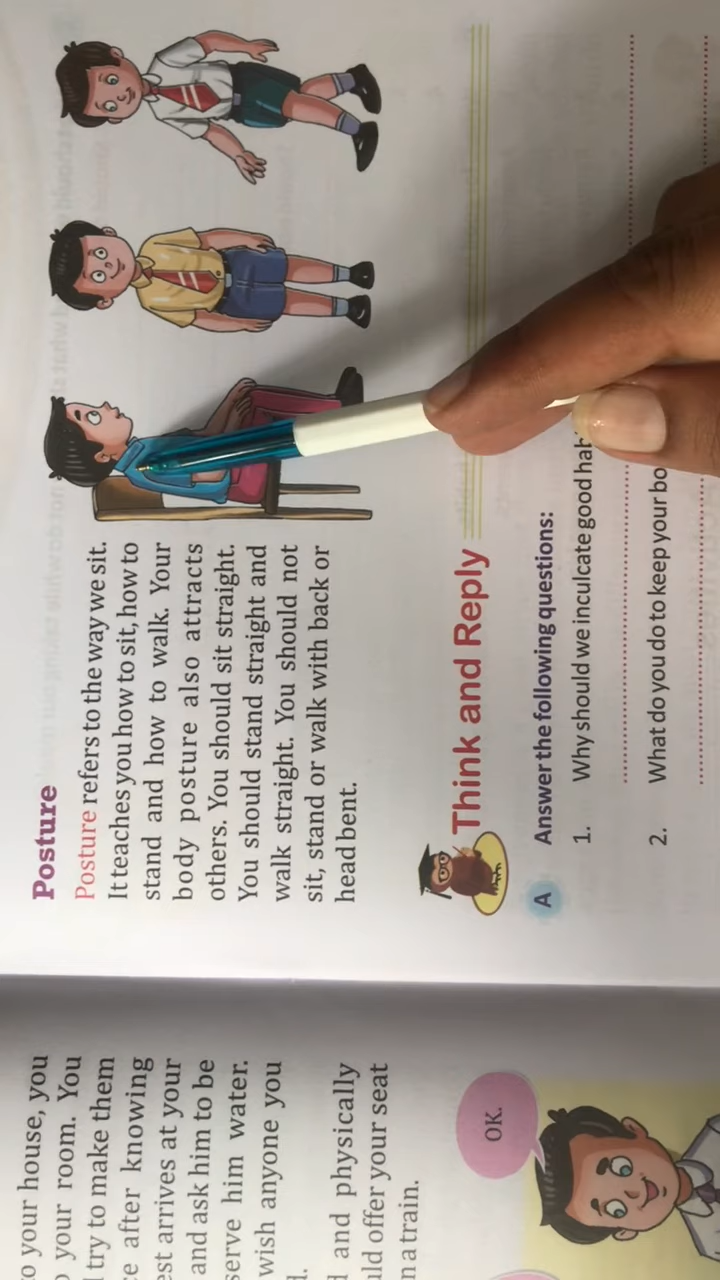 o your house, you
your room. You
try to make them
e after knowing
est arrives at your
and ask him to be
serve him water.
wish anyone you
d.
d and physically
uld offer your seat
n a train.
OK.
Posture
Posture refers to the way we sit.
It teaches you how to sit, how to
stand and how to walk. Your
body posture also attracts
others. You should sit straight.
You should stand straight and
walk straight. You should not
sit, stand or walk with back or
head bent.
Think and Reply
A Answer the following questions:
1. Why should we inculcate good hab
2. What do you do to keep your bo